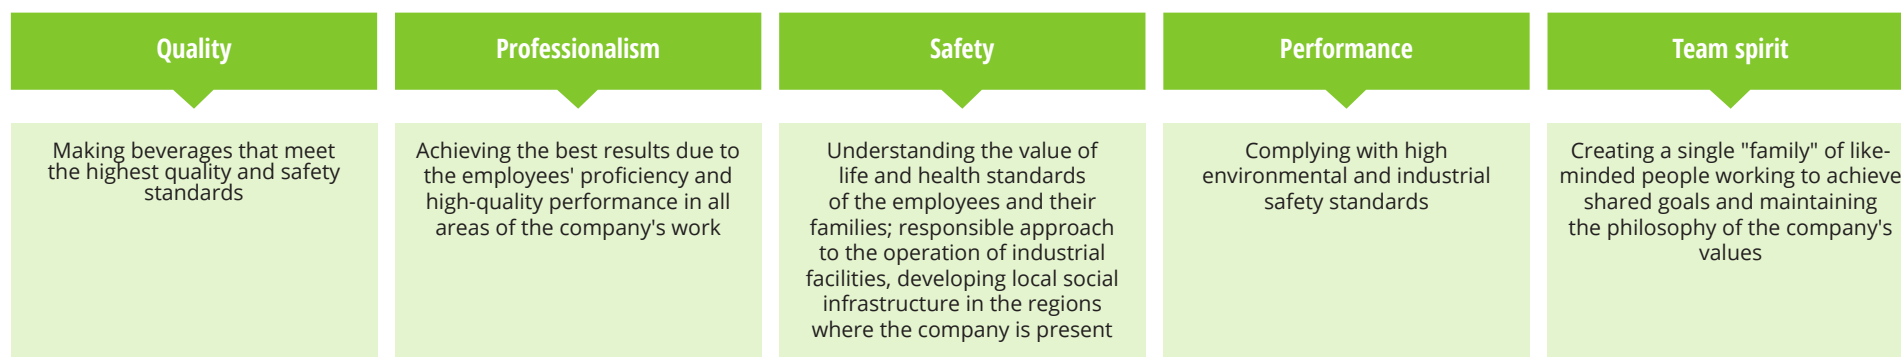 Quality
Making beverages that meet
the highest quality and safety
standards
Professionalism
Achieving the best results due to
the employees' proficiency and
high-quality performance in all
areas of the company's work
Safety
Understanding the value of
life and health standards
of the employees and their
families; responsible approach
to the operation of industrial
facilities, developing local social
infrastructure in the regions
where the company is present
Performance
Complying with high
environmental and industrial
safety standards
Team spirit
Creating a single "family" of like-
minded people working to achieve
shared goals and maintaining
the philosophy of the company's
values